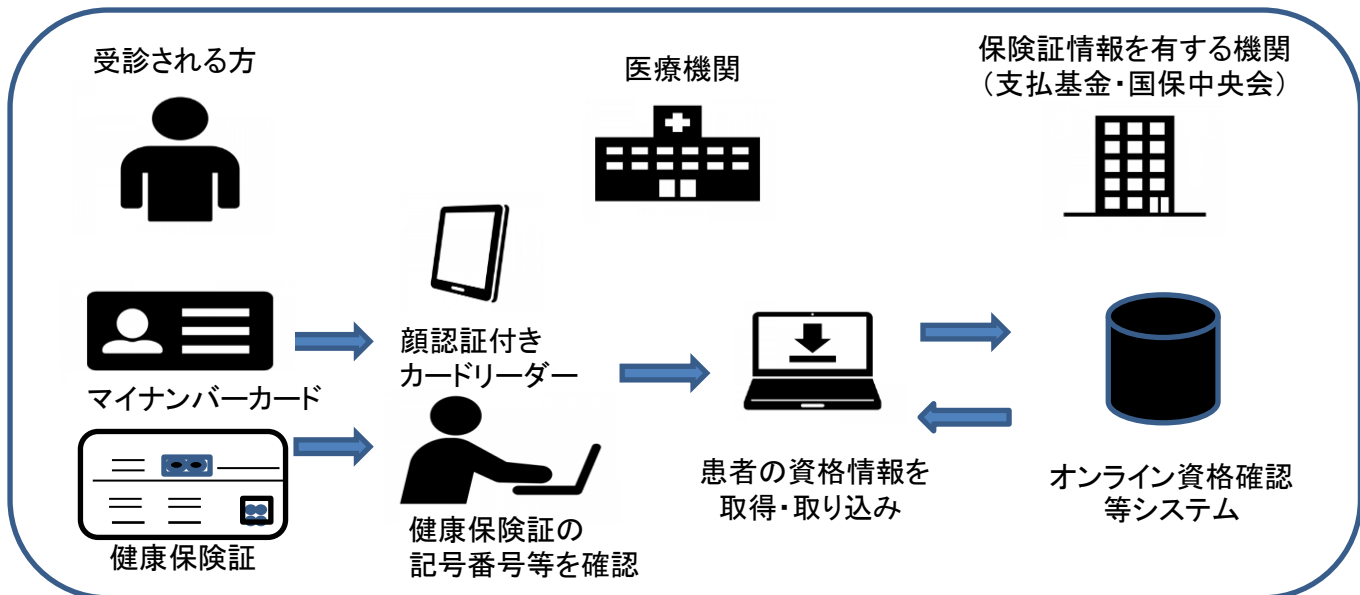 受診される方
医療機関
保険証情報を有する機関
（支払基金・国保中央会）
顔認証付き
カードリーダー
マイナンバーカード
健康保険証
健康保険証の
記号番号等を確認
患者の資格情報を
取得・取り込み
オンライン資格確認
等システム